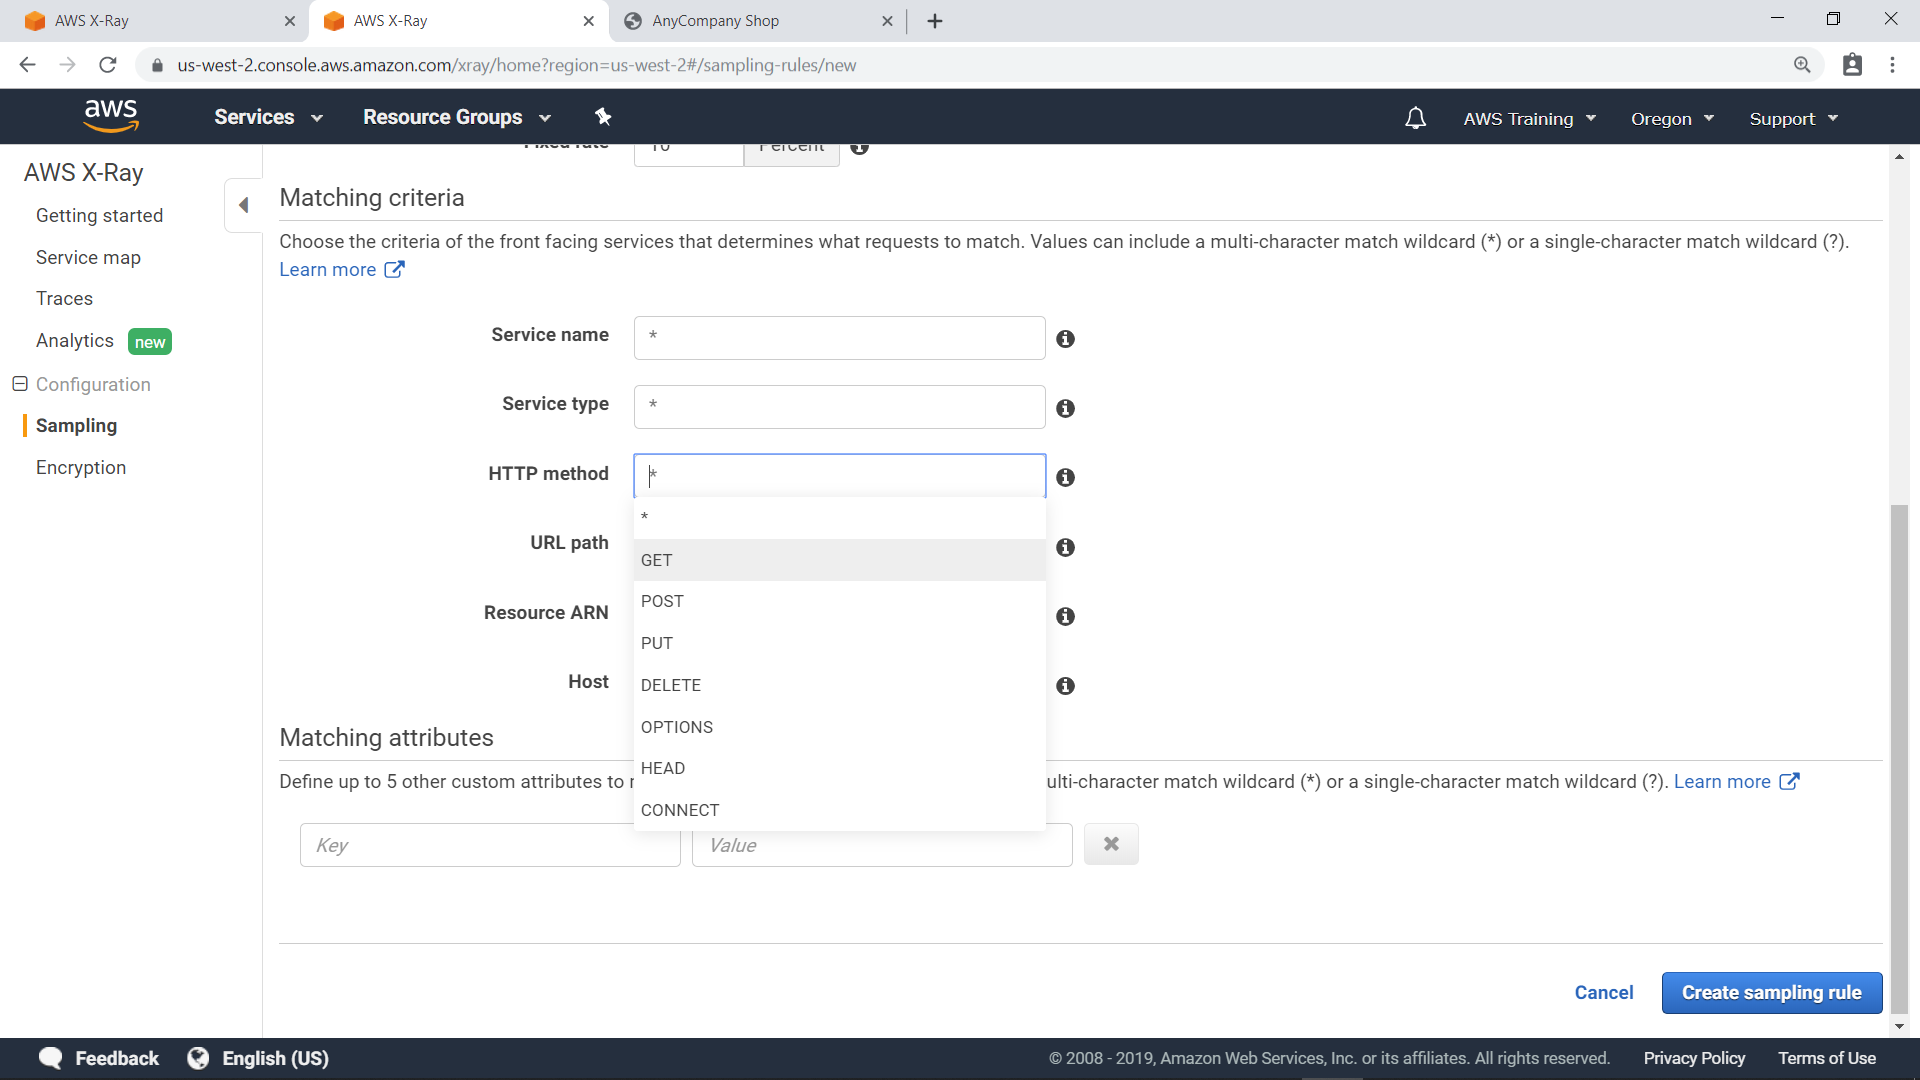 AWS X-Ray
AWS X-Ray
AnyCompany Shop
us-west-2.console.aws.amazon.com/xray/home?region=us-west-2#/sampling-rules/new
aws
Services
Resource Groups
AWS Training
Oregon
Support
AWS X-Ray
Getting started
Service map
Traces
Analytics new
Configuration
Sampling
Encryption
Fixed rate 10 Percent
Matching criteria
Choose the criteria of the front facing services that determines what requests to match. Values can include a multi-character match wildcard (*) or a single-character match wildcard (?).
Learn more
Service name *
Service type *
HTTP method *
*
GET
POST
PUT
DELETE
OPTIONS
HEAD
CONNECT
URL path
Resource ARN
Host
Matching attributes
Define up to 5 other custom attributes to ulti-character match wildcard (*) or a single-character match wildcard (?). Learn more
Key
Value
Cancel
Create sampling rule
Feedback
English (US)
© 2008 - 2019, Amazon Web Services, Inc. or its affiliates. All rights reserved.
Privacy Policy
Terms of Use